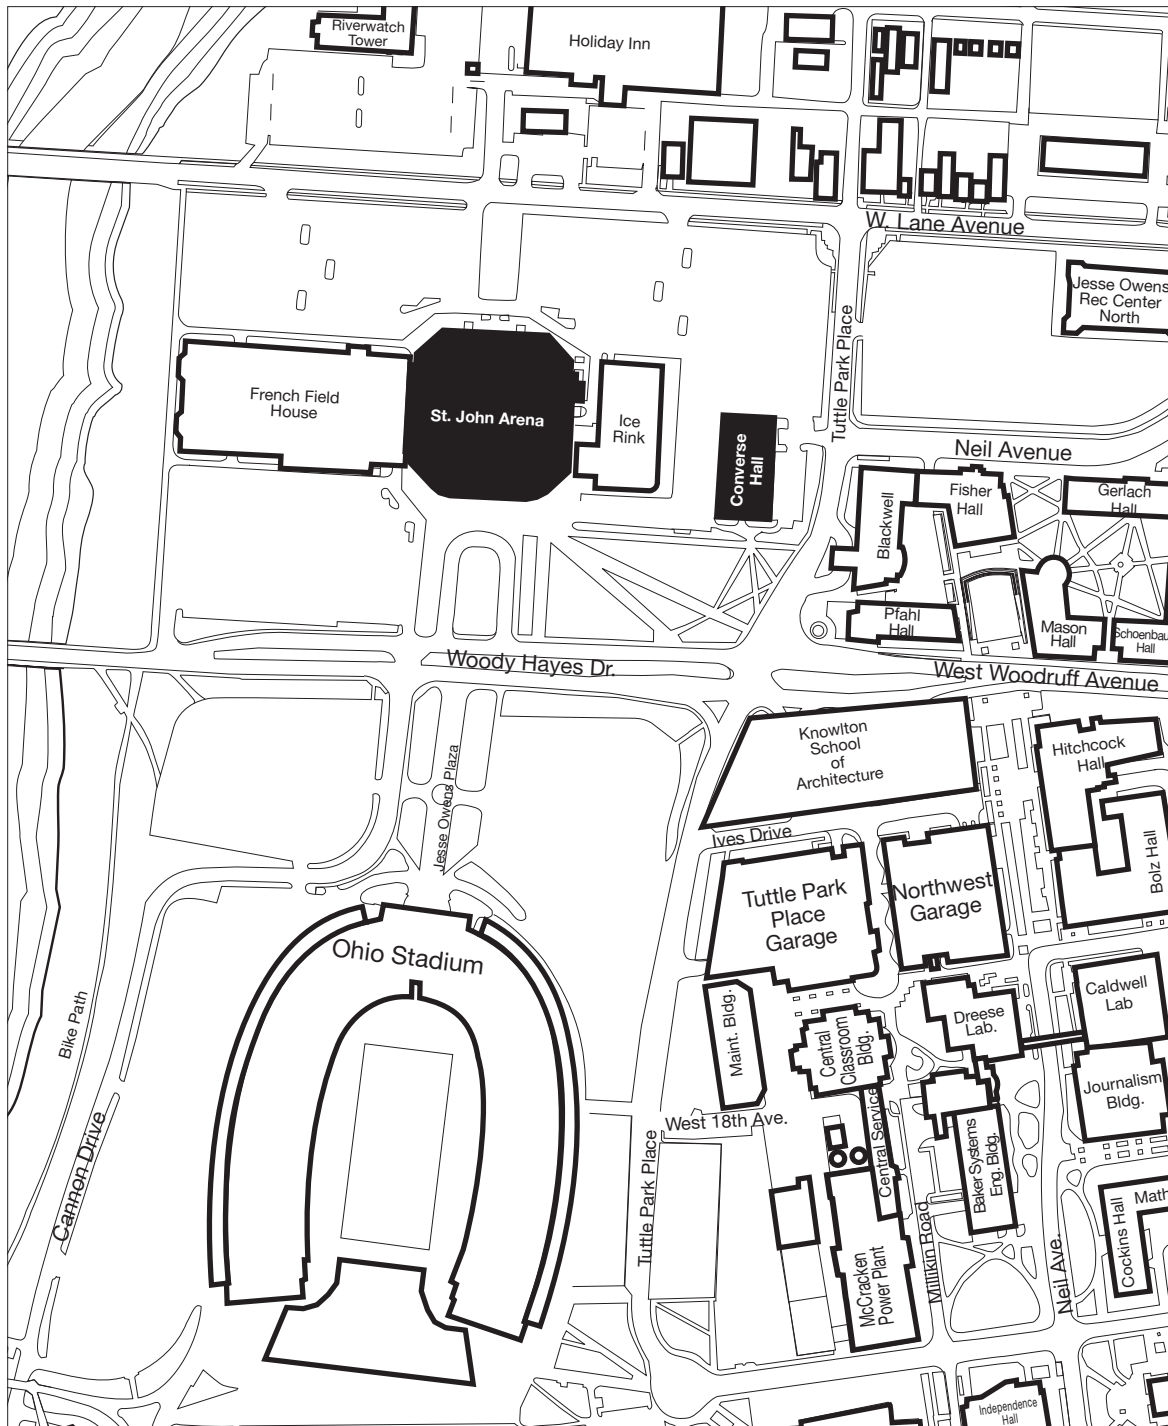 Riverwatch
Tower
Holiday Inn
W. Lane Avenue
Jesse Owens
Rec Center
North
Tuttle Park Place
French Field
House
St. John Arena
Ice
Rink
Converse
Hall
Neil Avenue
Blackwell
Fisher
Hall
Gerlach
Hall
Pfahl
Hall
Mason
Hall
Schoenbau
Hall
Woody Hayes Dr.
West Woodruff Avenue
Knowlton
School
of
Architecture
Hitchcock
Hall
Jesse Owens Plaza
Ives Drive
Bolz Hall
Tuttle Park
Place
Garage
Northwest
Garage
Ohio Stadium
Bike Path
Maint. Bldg.
Central
Classroom
Bldg.
Dreese
Lab.
Caldwell
Lab
Journalism
Bldg.
Cannon Drive
West 18th Ave.
Central Service
Baker Systems
Eng. Bldg.
Tuttle Park Place
McCracken
Power Plant
Millikin Road
Neil Ave.
Cockins Hall
Math
Independence
Hall